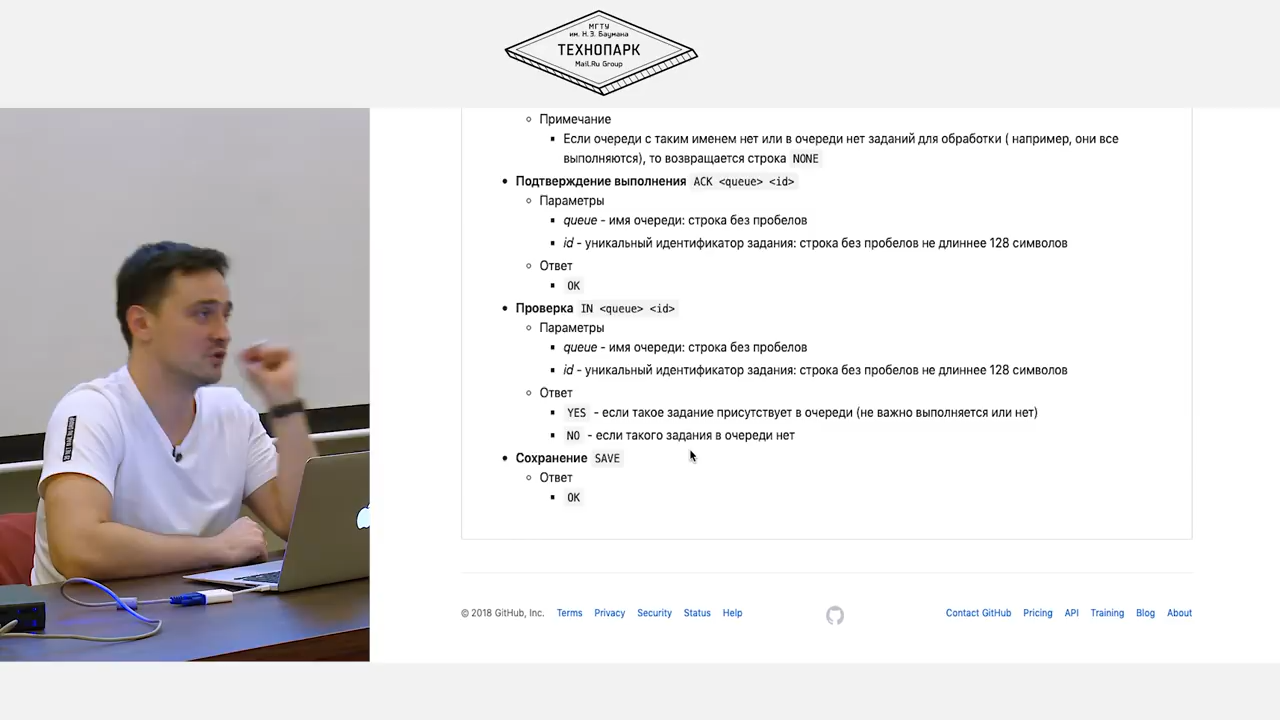 МГТУ
им. Н.Э. Баумана
ТЕХНОПАРК
Mail.Ru Group
Примечание
Если очереди с таким именем нет или в очереди нет заданий для обработки ( например, они все
выполняются), то возвращается строка NONE
Подтверждение выполнения ACK <queue> <id>
Параметры
queue - имя очереди: строка без пробелов
id - уникальный идентификатор задания: строка без пробелов не длиннее 128 символов
Ответ
OK
Проверка IN <queue> <id>
Параметры
queue - имя очереди: строка без пробелов
id - уникальный идентификатор задания: строка без пробелов не длиннее 128 символов
Ответ
YES - если такое задание присутствует в очереди (не важно выполняется или нет)
NO - если такого задания в очереди нет
Сохранение SAVE
Ответ
OK
© 2018 GitHub, Inc. Terms Privacy Security Status Help Contact GitHub Pricing API Training Blog About